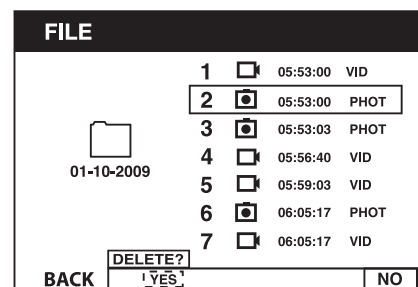 FILE
1 05:53:00 VID
2 05:53:00 PHOT
3 05:53:03 PHOT
4 05:56:40 VID
5 05:59:03 VID
6 06:05:17 PHOT
7 06:05:17 VID
01-10-2009
DELETE?
BACK YES NO